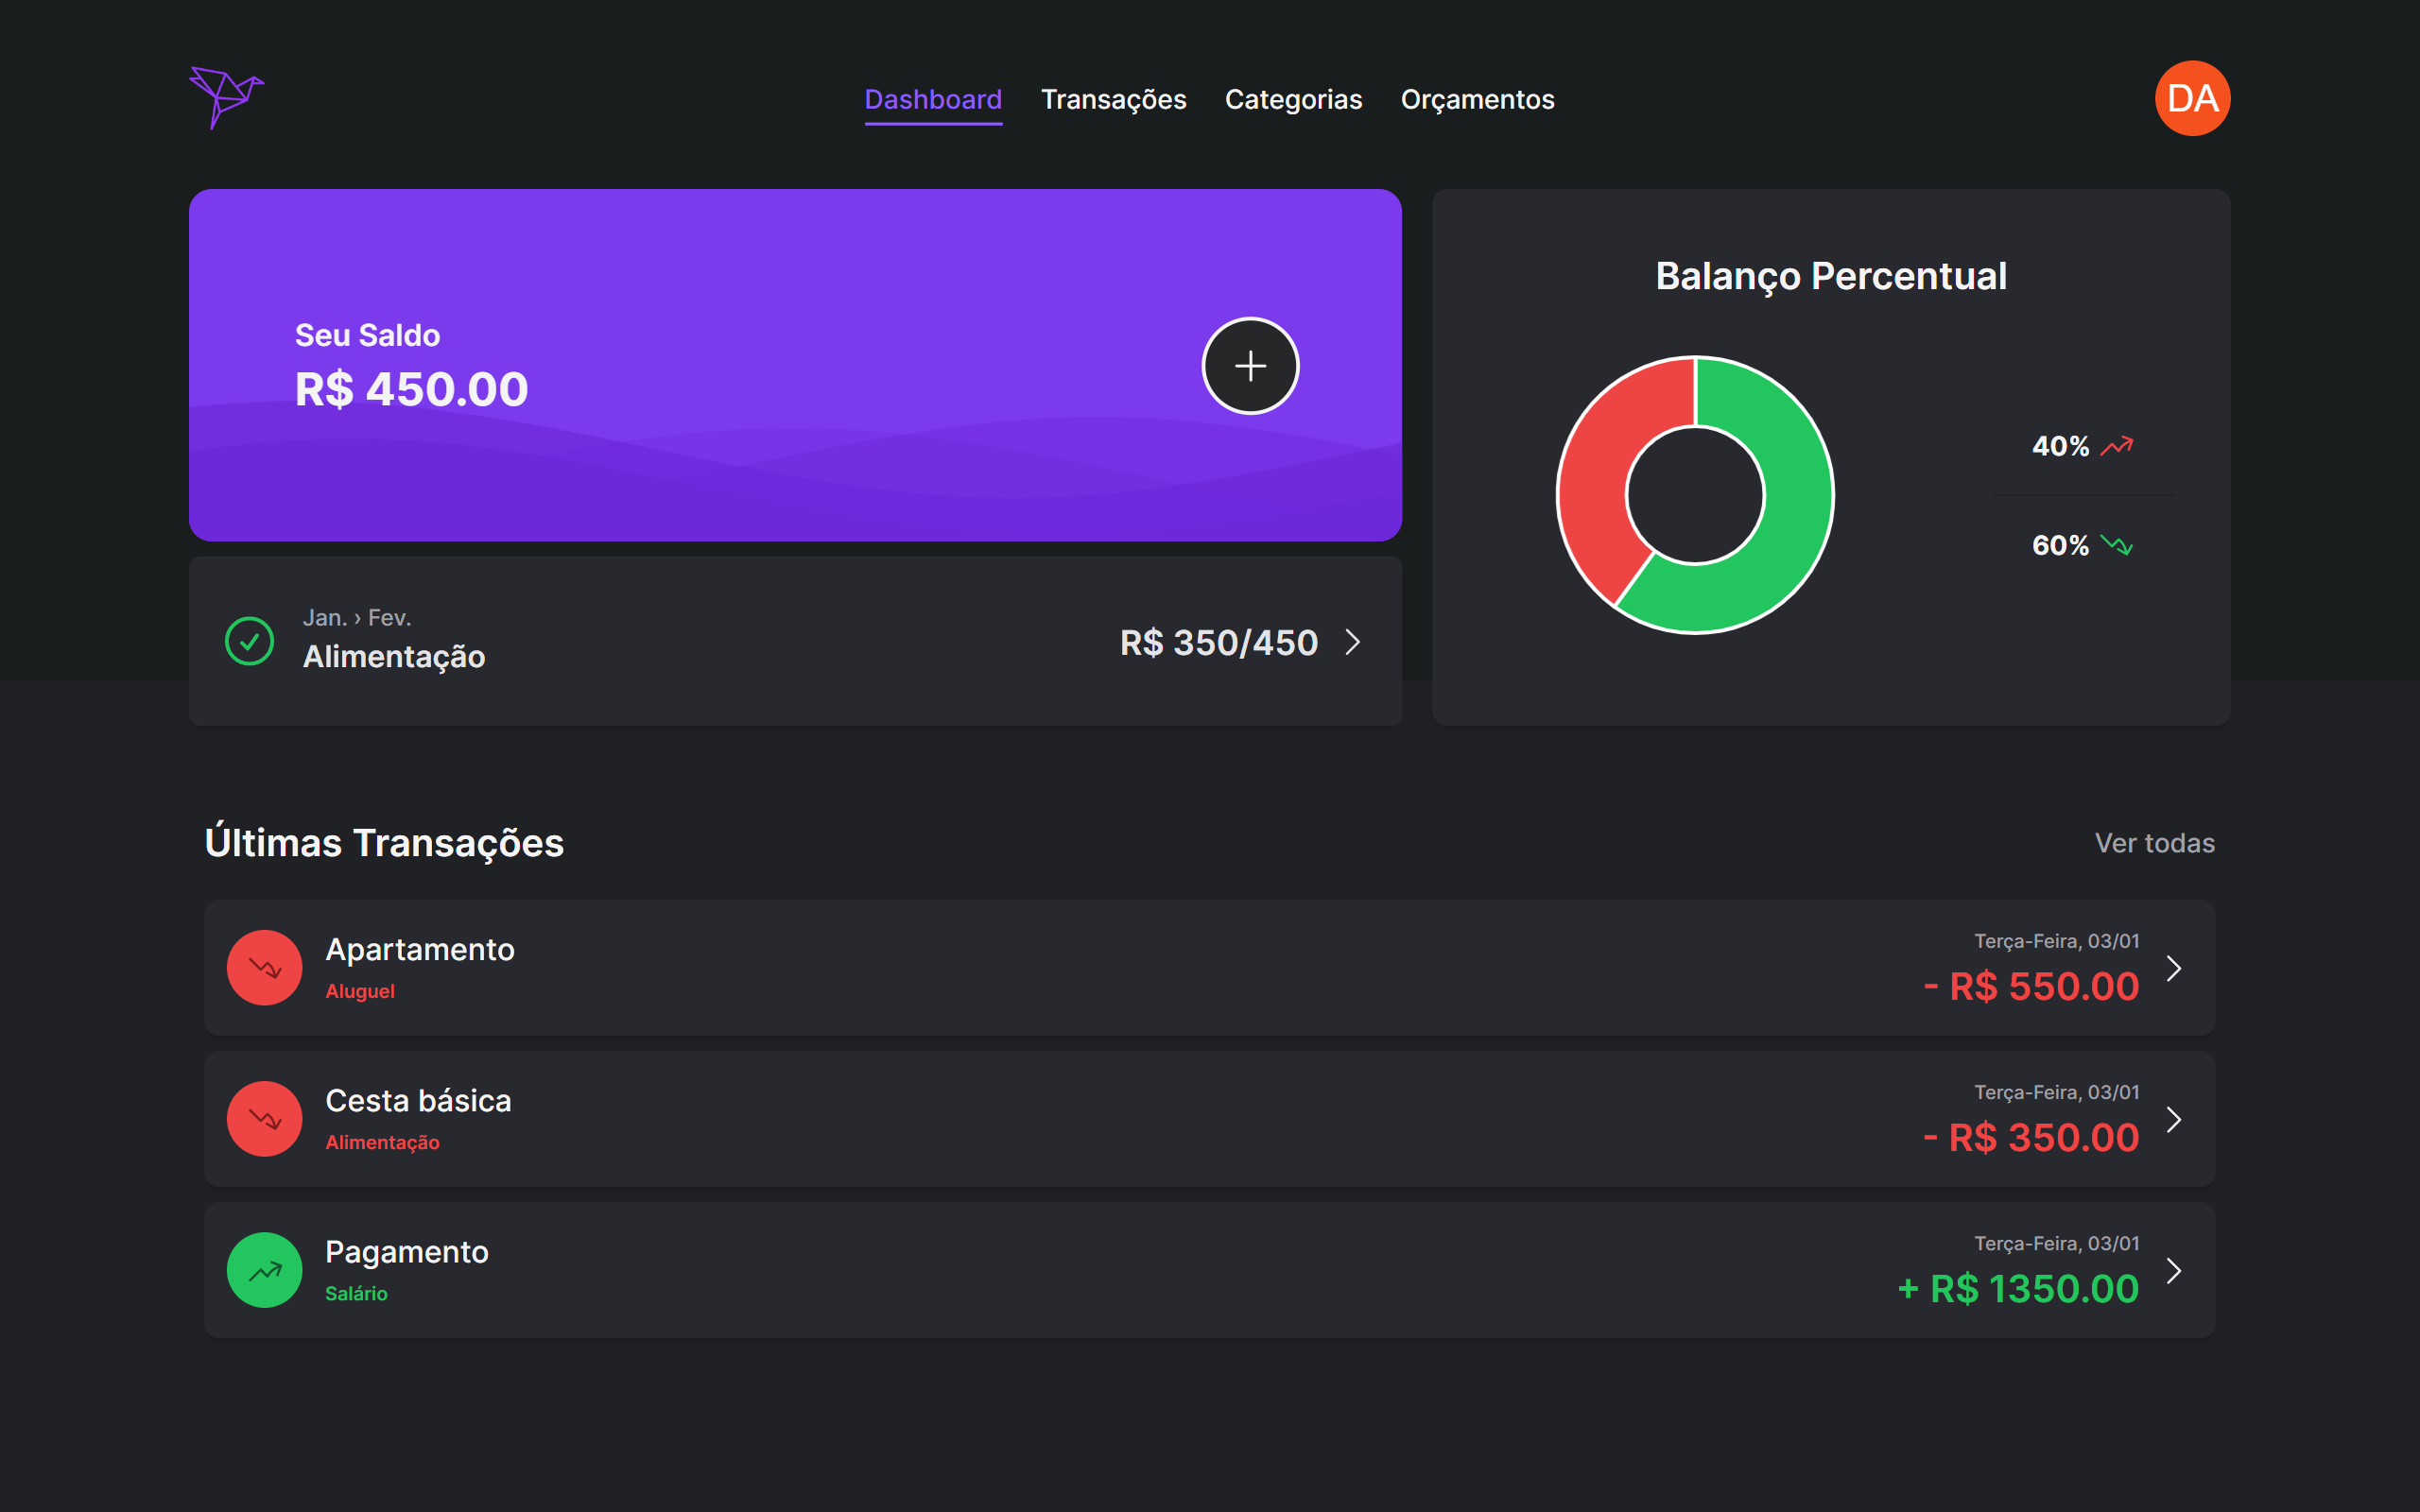 Dashboard Transações Categorias Orçamentos
DA
Seu Saldo
R$ 450.00
Jan. › Fev.
Alimentação
R$ 350/450
Balanço Percentual
40%
60%
Últimas Transações
Ver todas
Apartamento
Aluguel
Terça-Feira, 03/01
- R$ 550.00
Cesta básica
Alimentação
Terça-Feira, 03/01
- R$ 350.00
Pagamento
Salário
Terça-Feira, 03/01
+ R$ 1350.00